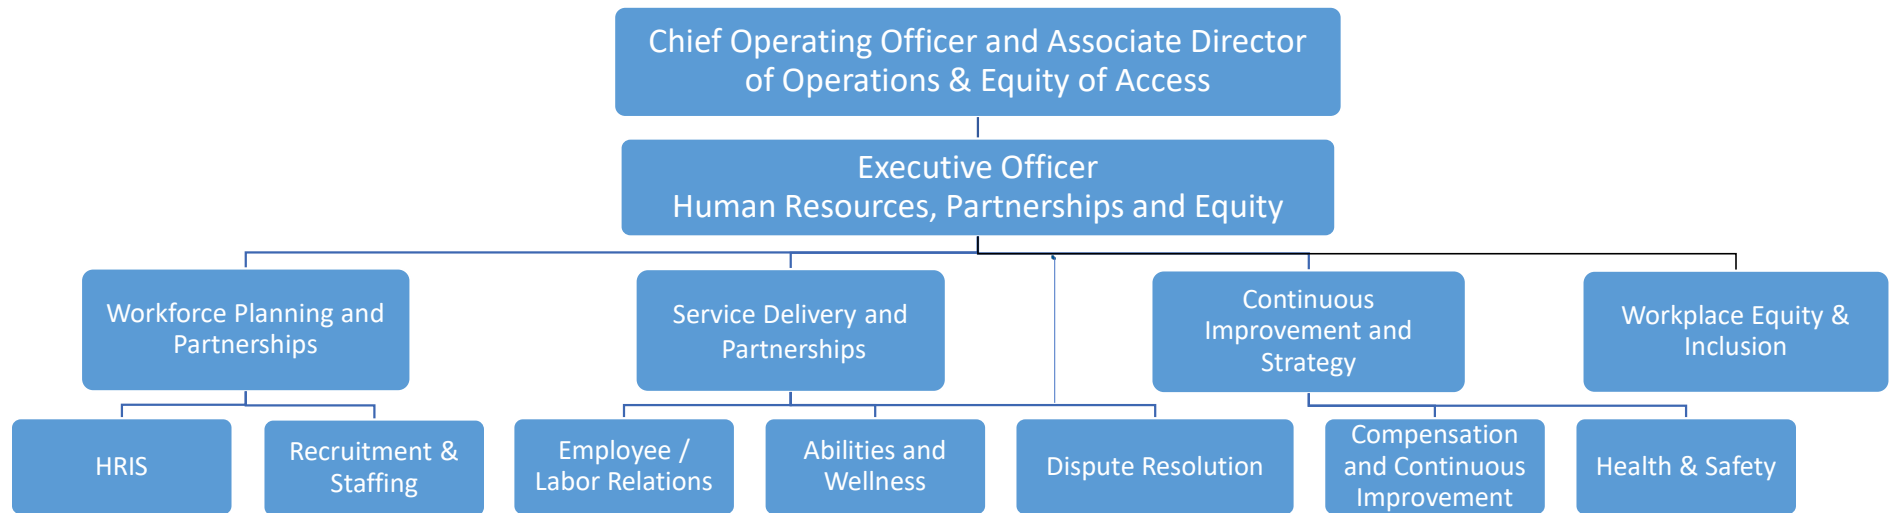 Chief Operating Officer and Associate Director
of Operations & Equity of Access
Executive Officer
Human Resources, Partnerships and Equity
Workforce Planning and
Partnerships
Service Delivery and
Partnerships
Continuous
Improvement and
Strategy
Workplace Equity &
Inclusion
HRIS
Recruitment &
Staffing
Employee /
Labor Relations
Abilities and
Wellness
Dispute Resolution
Compensation
and Continuous
Improvement
Health & Safety